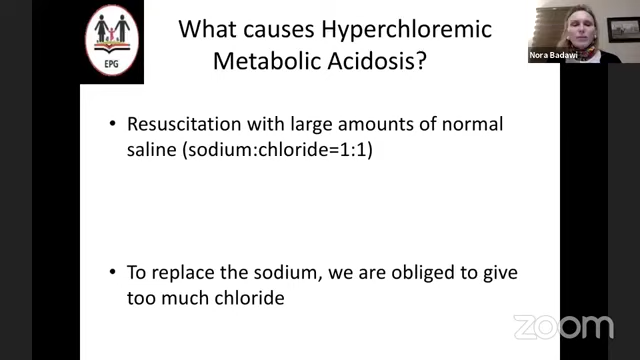 What causes Hyperchloremic
Metabolic Acidosis?
EPG
Nora Badawi
• Resuscitation with large amounts of normal
saline (sodium:chloride=1:1)
• To replace the sodium, we are obliged to give
too much chloride
zoom